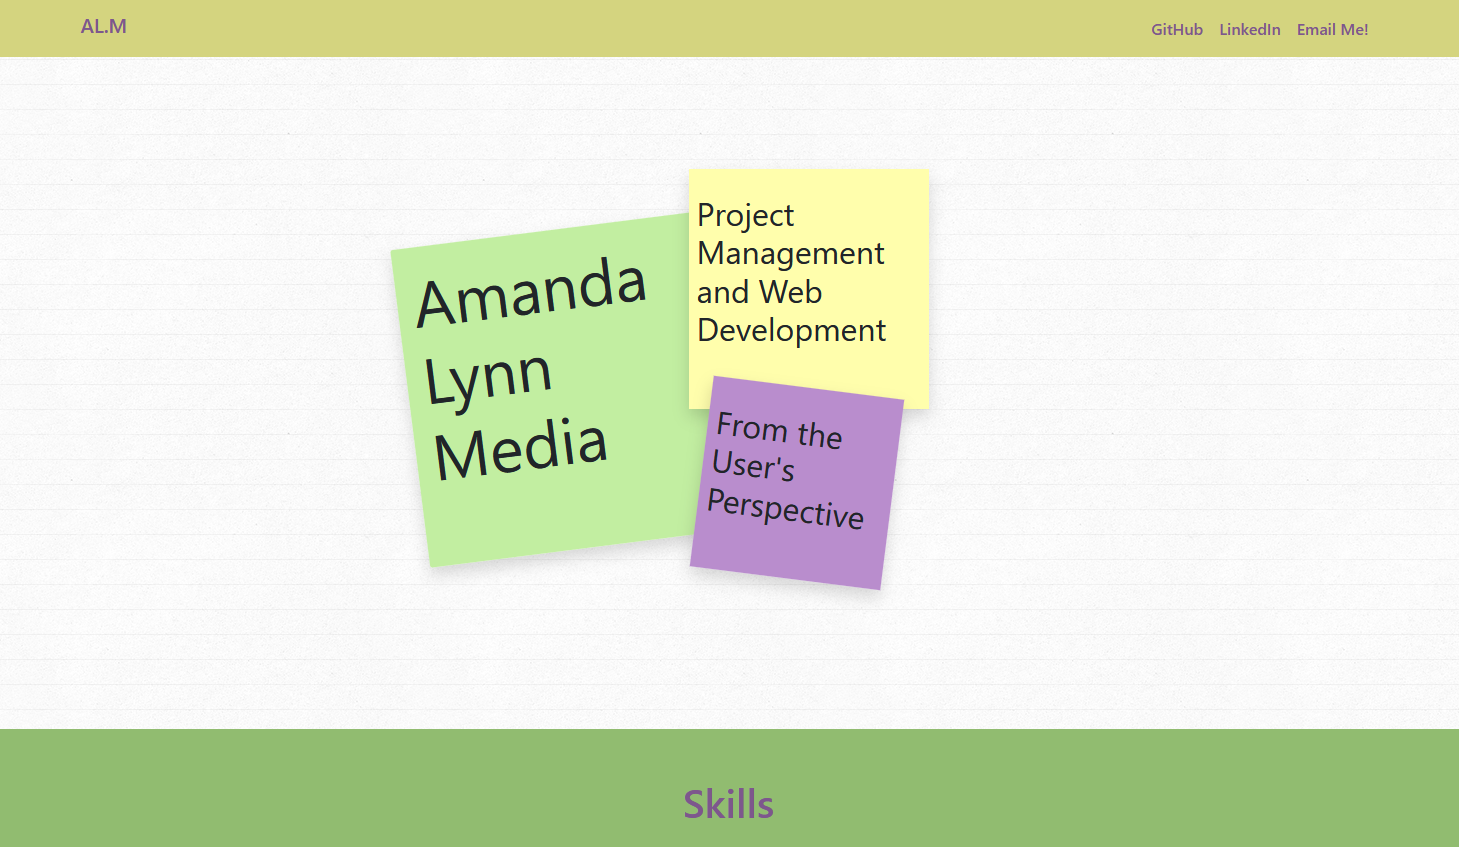 AL.M
GitHub LinkedIn Email Me!
Amanda
Lynn
Media
Project
Management
and Web
Development
From the
User's
Perspective
Skills